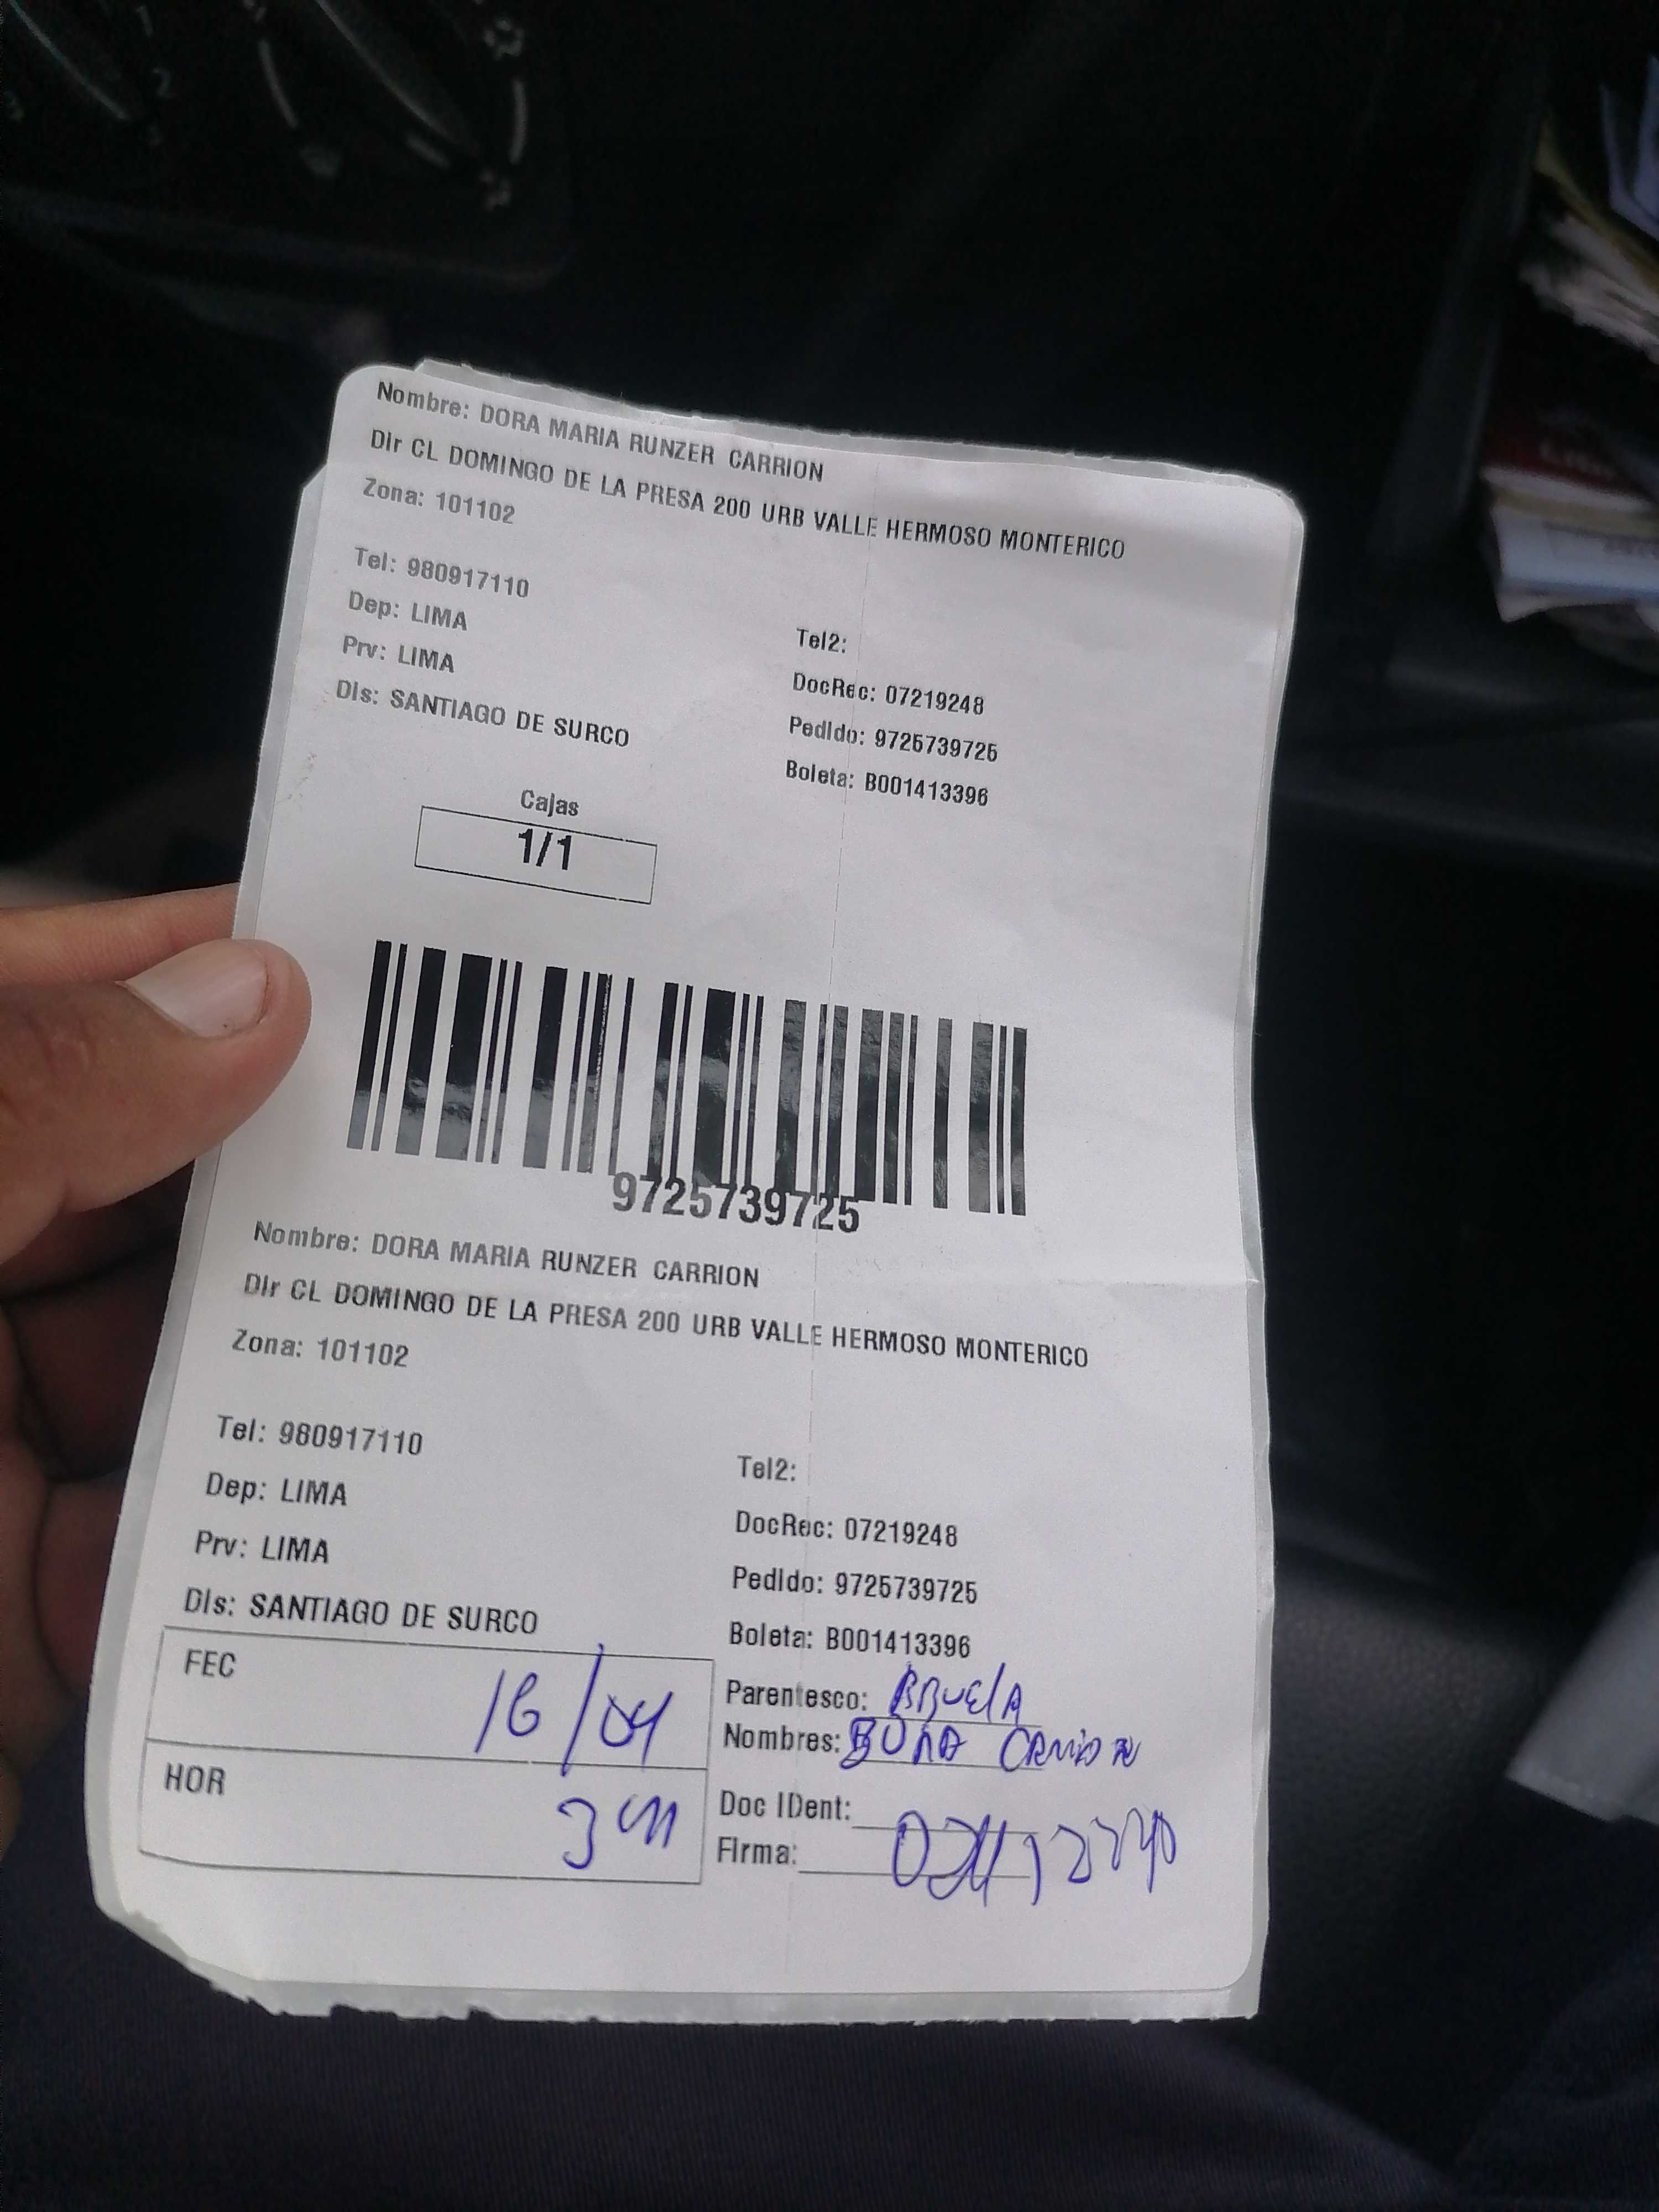 Nombre: DORA MARIA RUNZER CARRION
Dir CL DOMINGO DE LA PRESA 200 URB VALLE HERMOSO MONTERICO
Zona: 101102
Tel: 980917110
Tel2:
Dep: LIMA
DocRec: 07219248
Prv: LIMA
Pedido: 9725739725
Dis: SANTIAGO DE SURCO
Boleta: B001413396
Cajas
1/1
9725739725
Nombre: DORA MARIA RUNZER CARRION
Dir CL DOMINGO DE LA PRESA 200 URB VALLE HERMOSO MONTERICO
Zona: 101102
Tel: 980917110
Tel2:
Dep: LIMA
DocRec: 07219248
Prv: LIMA
Pedido: 9725739725
Dis: SANTIAGO DE SURCO
Boleta: B001413396
FEC 16/04
Parentesco: ABUELA
Nombres: CARRION
HOR
Doc IDent:
Firma: